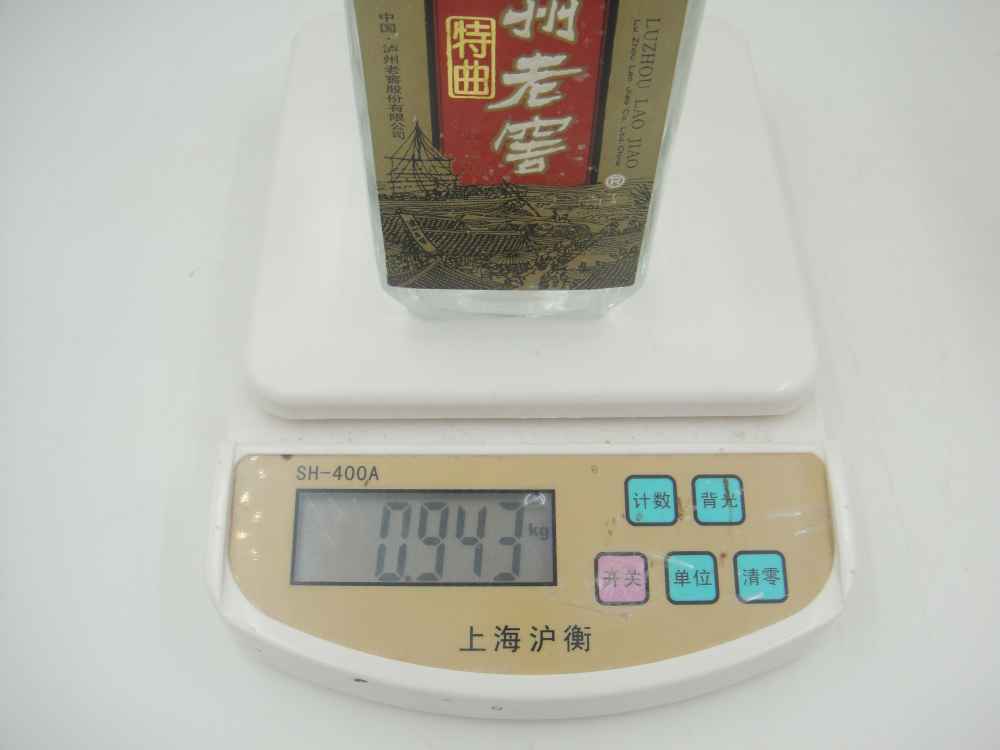 中国·泸州老窖股份有限公司
特曲
州老窖
LUZHOU LAO JIAO
®
SH-400A
0.943 kg
计数
背光
开关
单位
清零
上海沪衡